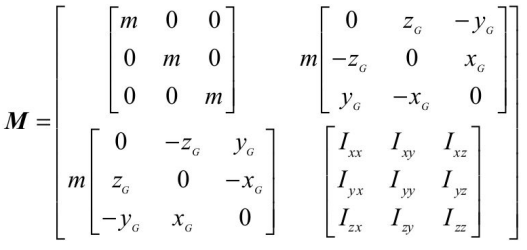 m 0 0 0 z_G −y_G
0 m 0 m −z_G 0 x_G
0 0 m y_G −x_G 0
M =
0 −z_G y_G I_xx I_xy I_xz
m z_G 0 −x_G I_yx I_yy I_yz
−y_G x_G 0 I_zx I_zy I_zz